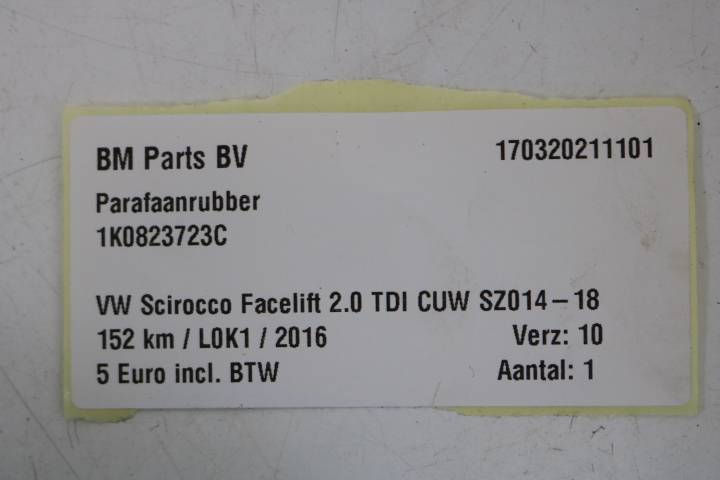 BM Parts BV 170320211101
Parafaanrubber
1K0823723C
VW Scirocco Facelift 2.0 TDI CUW SZ014-18
152 km / L0K1 / 2016 Verz: 10
5 Euro incl. BTW Aantal: 1